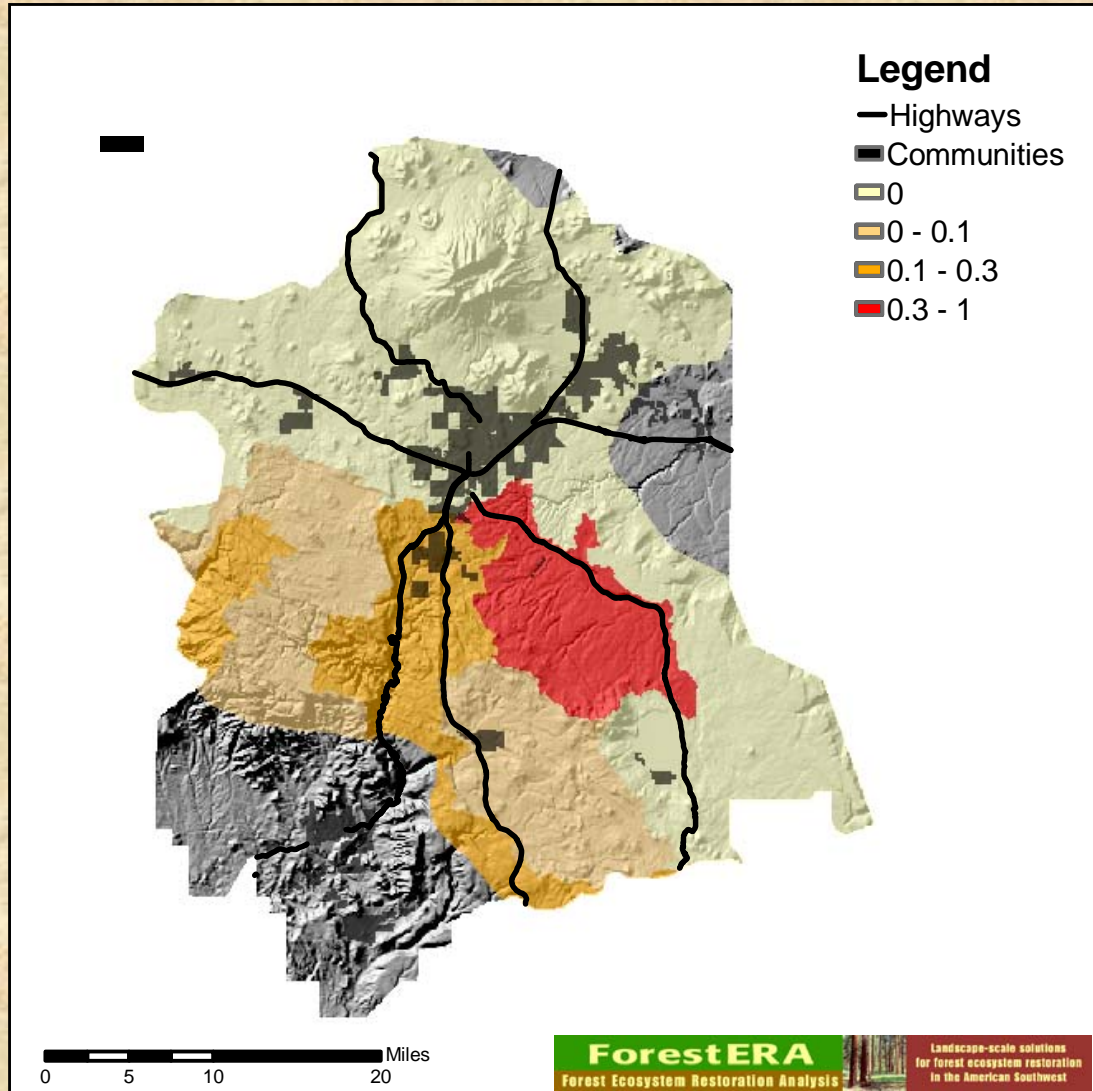 Legend
Highways
Communities
0
0 - 0.1
0.1 - 0.3
0.3 - 1
Miles
0 5 10 20
ForestERA
Forest Ecosystem Restoration Analysis
Landscape-scale solutions
for forest ecosystem restoration
in the American Southwest